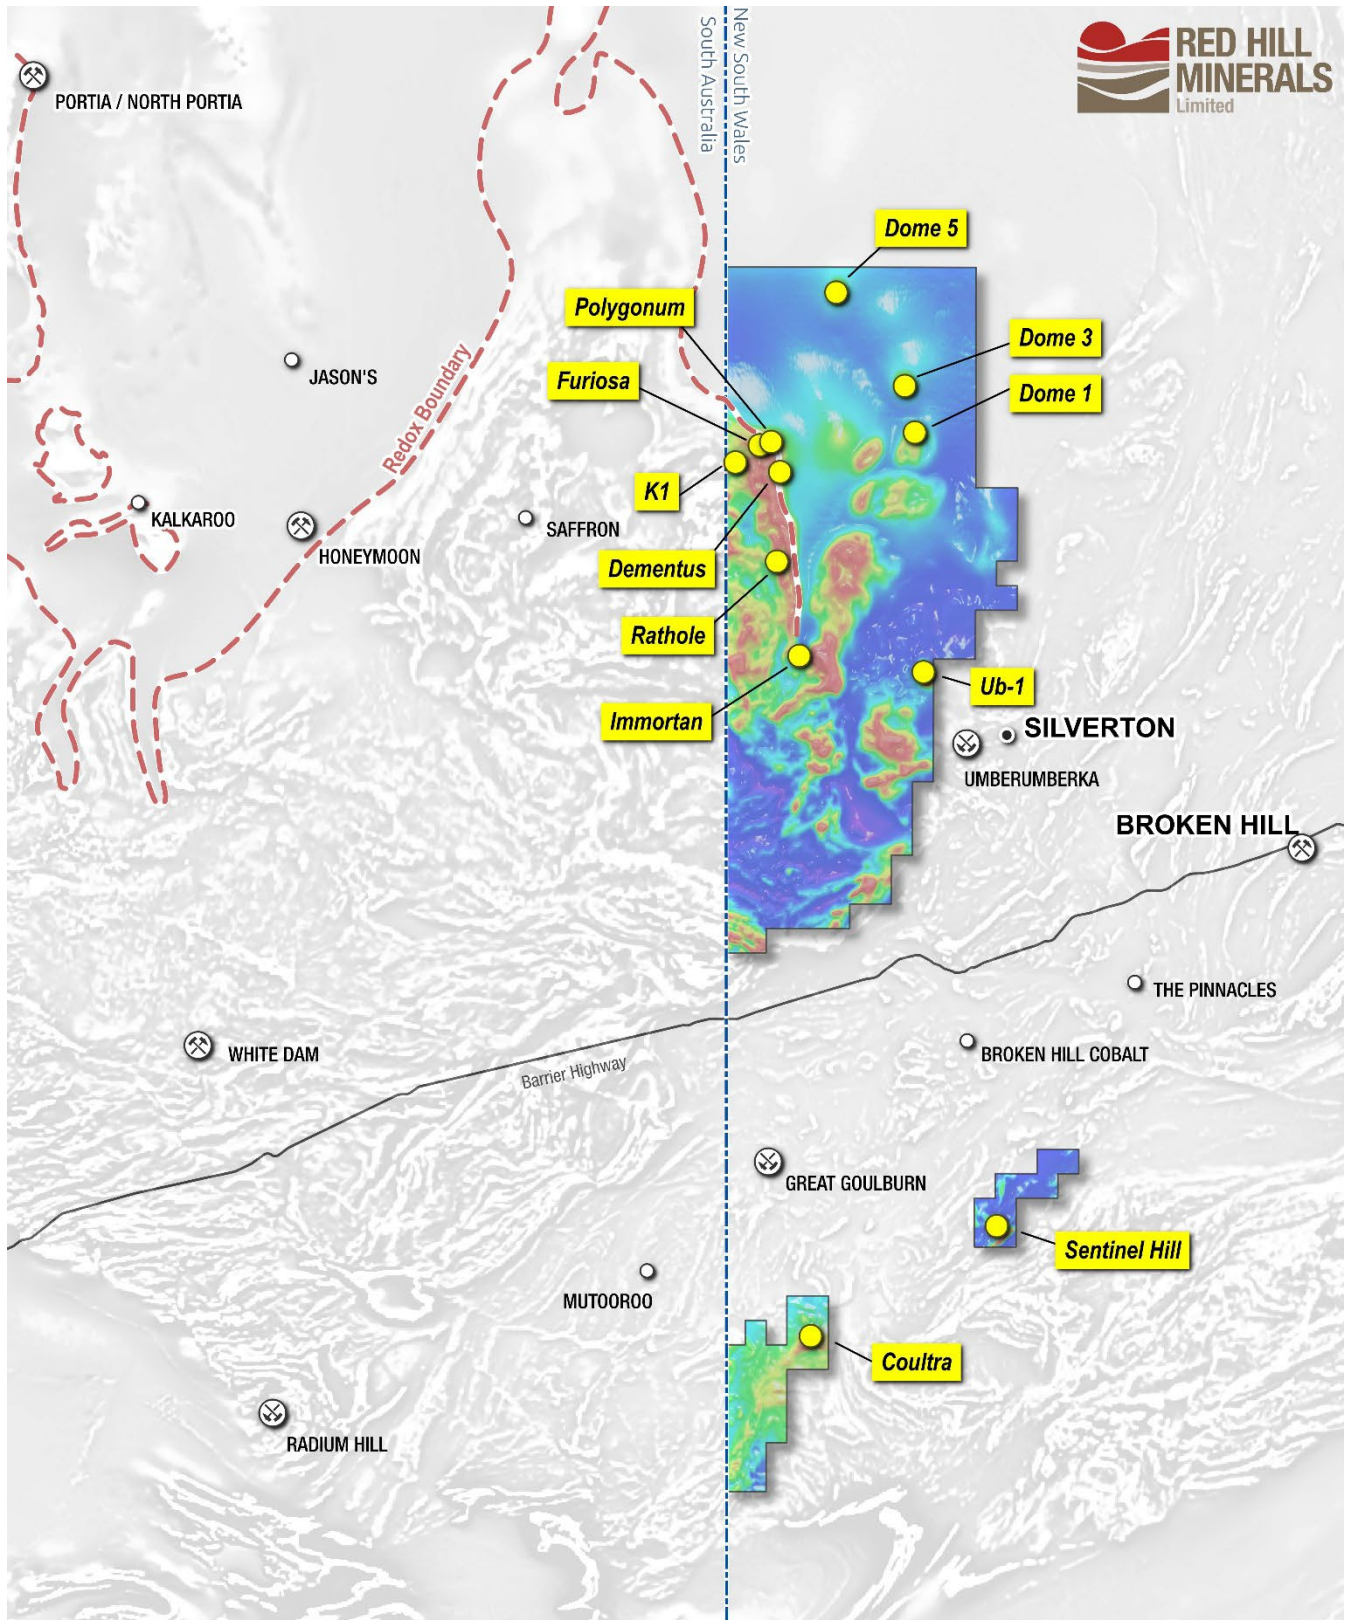 New South Wales
South Australia
RED HILL
MINERALS
Limited
PORTIA / NORTH PORTIA
Dome 5
Polygonum
Dome 3
Furiosa
JASON'S
Dome 1
Redox Boundary
K1
KALKAROO
HONEYMOON
SAFFRON
Dementus
Rathole
Ub-1
Immortan
SILVERTON
UMBERUMBERKA
BROKEN HILL
THE PINNACLES
WHITE DAM
BROKEN HILL COBALT
Barrier Highway
GREAT GOULBURN
Sentinel Hill
MUTOOROO
Coultra
RADIUM HILL